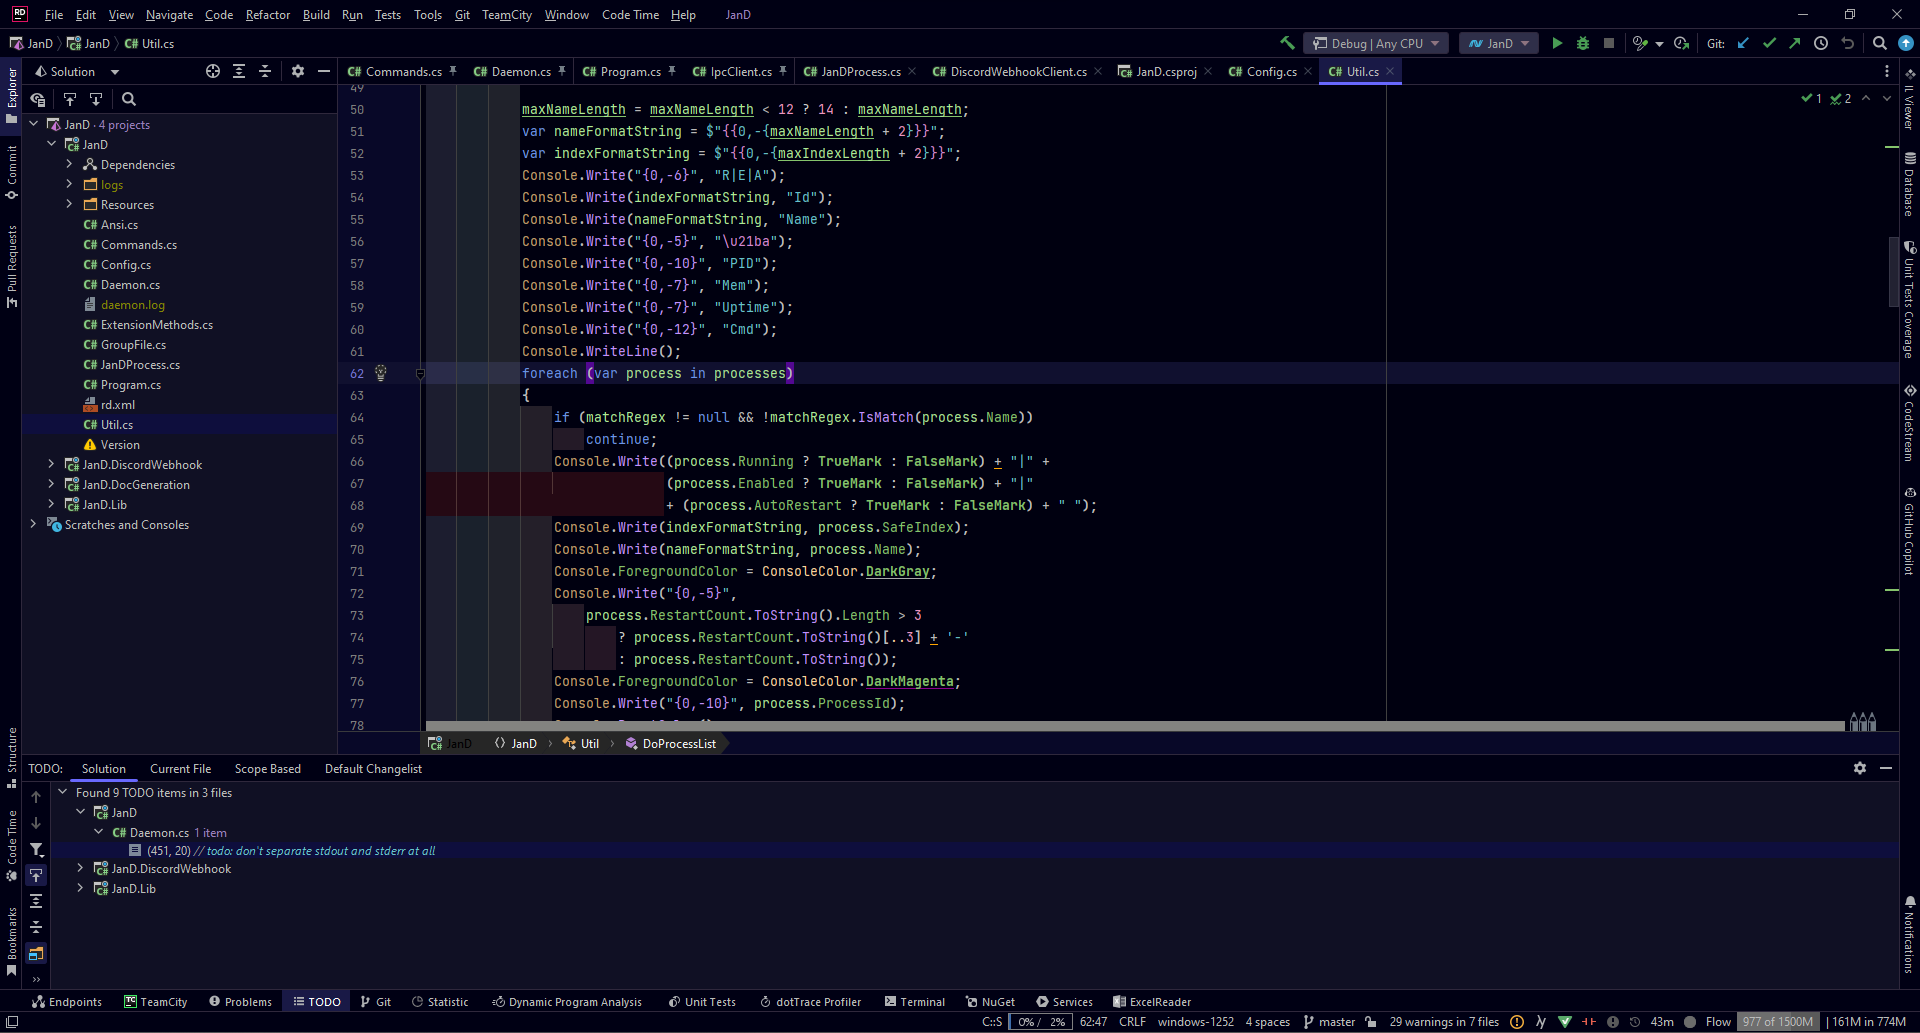 File Edit View Navigate Code Refactor Build Run Tests Tools Git TeamCity Window Code Time Help JanD
JanD JanD C# Util.cs Debug | Any CPU JanD Git:
Solution
C# Commands.cs C# Daemon.cs C# Program.cs C# IpcClient.cs C# JanDProcess.cs C# DiscordWebhookClient.cs JanD.csproj C# Config.cs C# Util.cs
Explorer
Commit
Pull Requests
Structure
Code Time
Bookmarks
JanD · 4 projects
JanD
Dependencies
logs
Resources
C# Ansi.cs
C# Commands.cs
C# Config.cs
C# Daemon.cs
daemon.log
C# ExtensionMethods.cs
C# GroupFile.cs
C# JanDProcess.cs
C# Program.cs
rd.xml
C# Util.cs
Version
JanD.DiscordWebhook
JanD.DocGeneration
JanD.Lib
Scratches and Consoles
49
50 maxNameLength = maxNameLength < 12 ? 14 : maxNameLength;
51 var nameFormatString = $"{{0,-{maxNameLength + 2}}}";
52 var indexFormatString = $"{{0,-{maxIndexLength + 2}}}";
53 Console.Write("{0,-6}", "R|E|A");
54 Console.Write(indexFormatString, "Id");
55 Console.Write(nameFormatString, "Name");
56 Console.Write("{0,-5}", "\u21ba");
57 Console.Write("{0,-10}", "PID");
58 Console.Write("{0,-7}", "Mem");
59 Console.Write("{0,-7}", "Uptime");
60 Console.Write("{0,-12}", "Cmd");
61 Console.WriteLine();
62 foreach (var process in processes)
63 {
64 if (matchRegex != null && !matchRegex.IsMatch(process.Name))
65 continue;
66 Console.Write((process.Running ? TrueMark : FalseMark) + "|" +
67 (process.Enabled ? TrueMark : FalseMark) + "|"
68 + (process.AutoRestart ? TrueMark : FalseMark) + " ");
69 Console.Write(indexFormatString, process.SafeIndex);
70 Console.Write(nameFormatString, process.Name);
71 Console.ForegroundColor = ConsoleColor.DarkGray;
72 Console.Write("{0,-5}",
73 process.RestartCount.ToString().Length > 3
74 ? process.RestartCount.ToString()[..3] + '-'
75 : process.RestartCount.ToString());
76 Console.ForegroundColor = ConsoleColor.DarkMagenta;
77 Console.Write("{0,-10}", process.ProcessId);
78
1 2
IL Viewer
Database
Unit Tests Coverage
CodeStream
GitHub Copilot
Notifications
JanD JanD Util DoProcessList
TODO: Solution Current File Scope Based Default Changelist
Found 9 TODO items in 3 files
JanD
C# Daemon.cs 1 item
(451, 20) // todo: don't separate stdout and stderr at all
JanD.DiscordWebhook
JanD.Lib
Endpoints TeamCity Problems TODO Git Statistic Dynamic Program Analysis Unit Tests dotTrace Profiler Terminal NuGet Services ExcelReader
C::S 0% / 2% 62:47 CRLF windows-1252 4 spaces master 29 warnings in 7 files 43m Flow 977 of 1500M | 161M in 774M